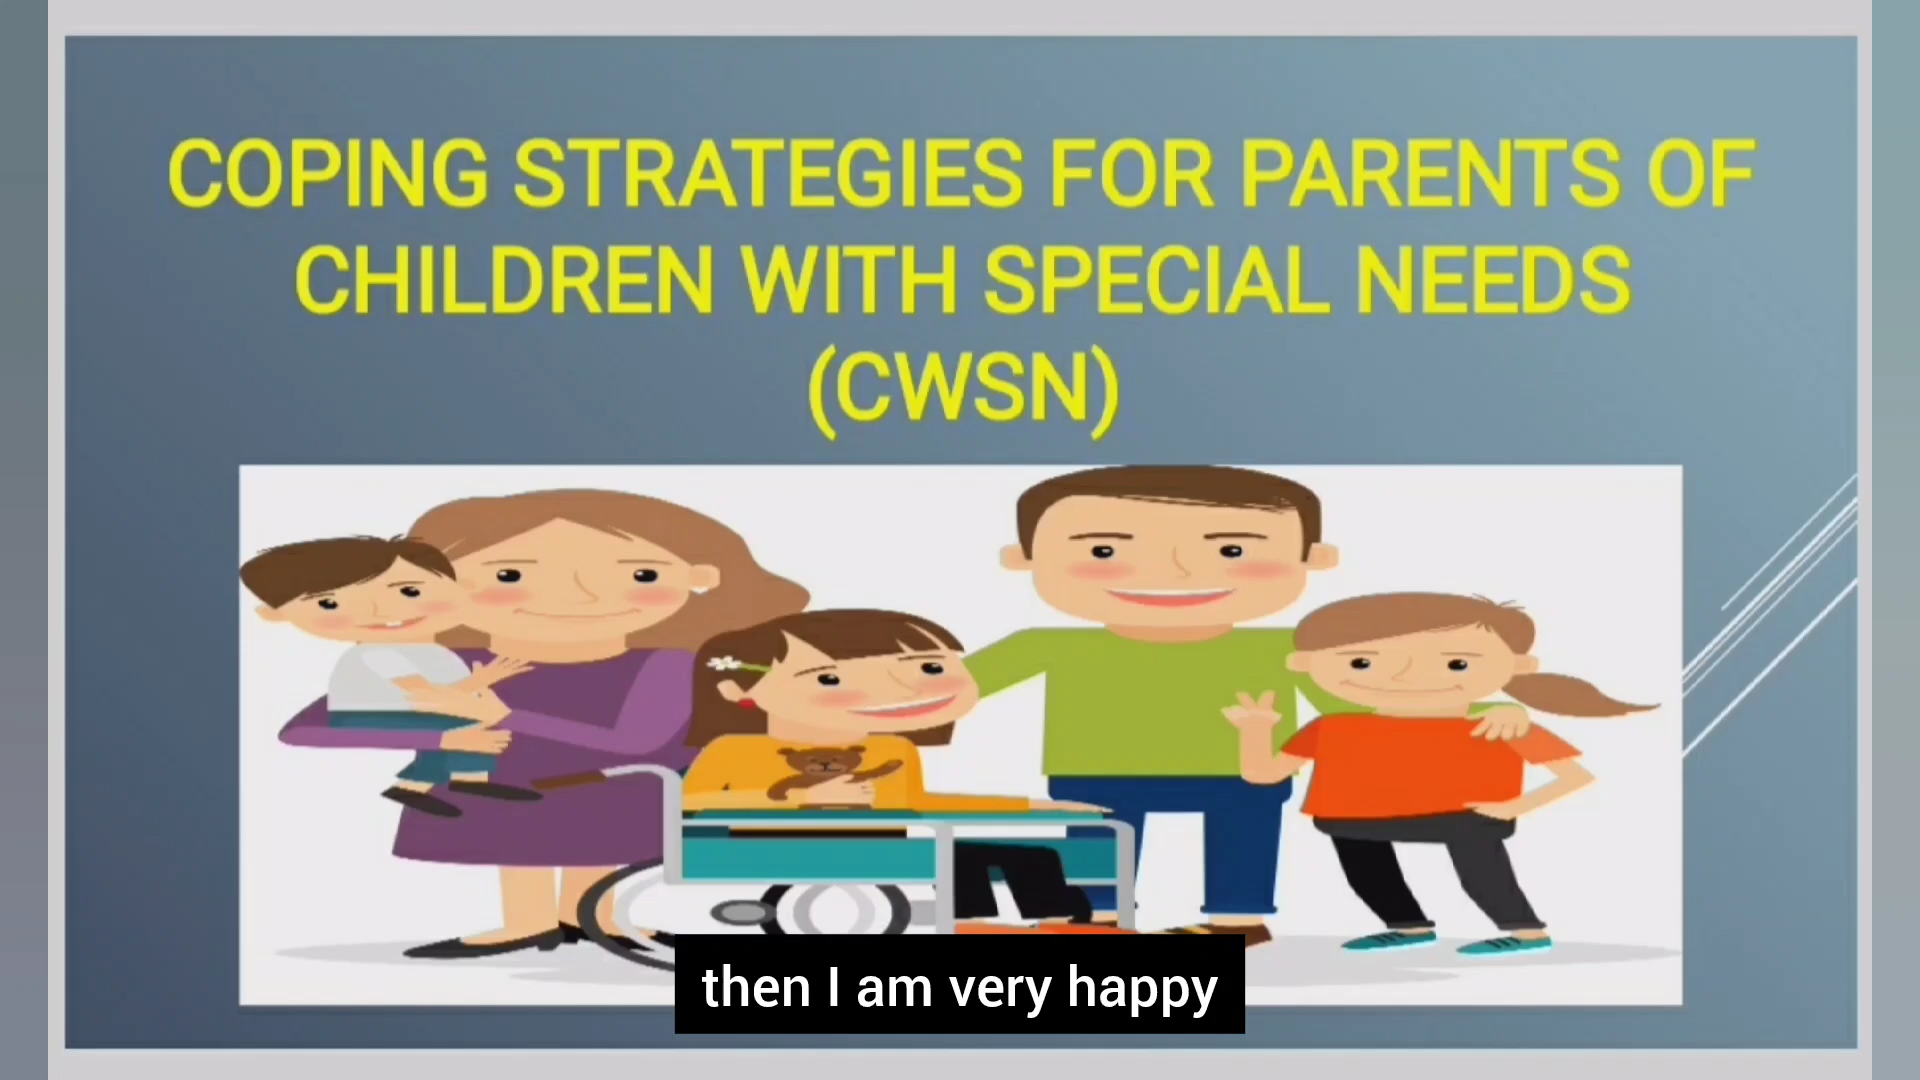 COPING STRATEGIES FOR PARENTS OF
CHILDREN WITH SPECIAL NEEDS
(CWSN)
then I am very happy